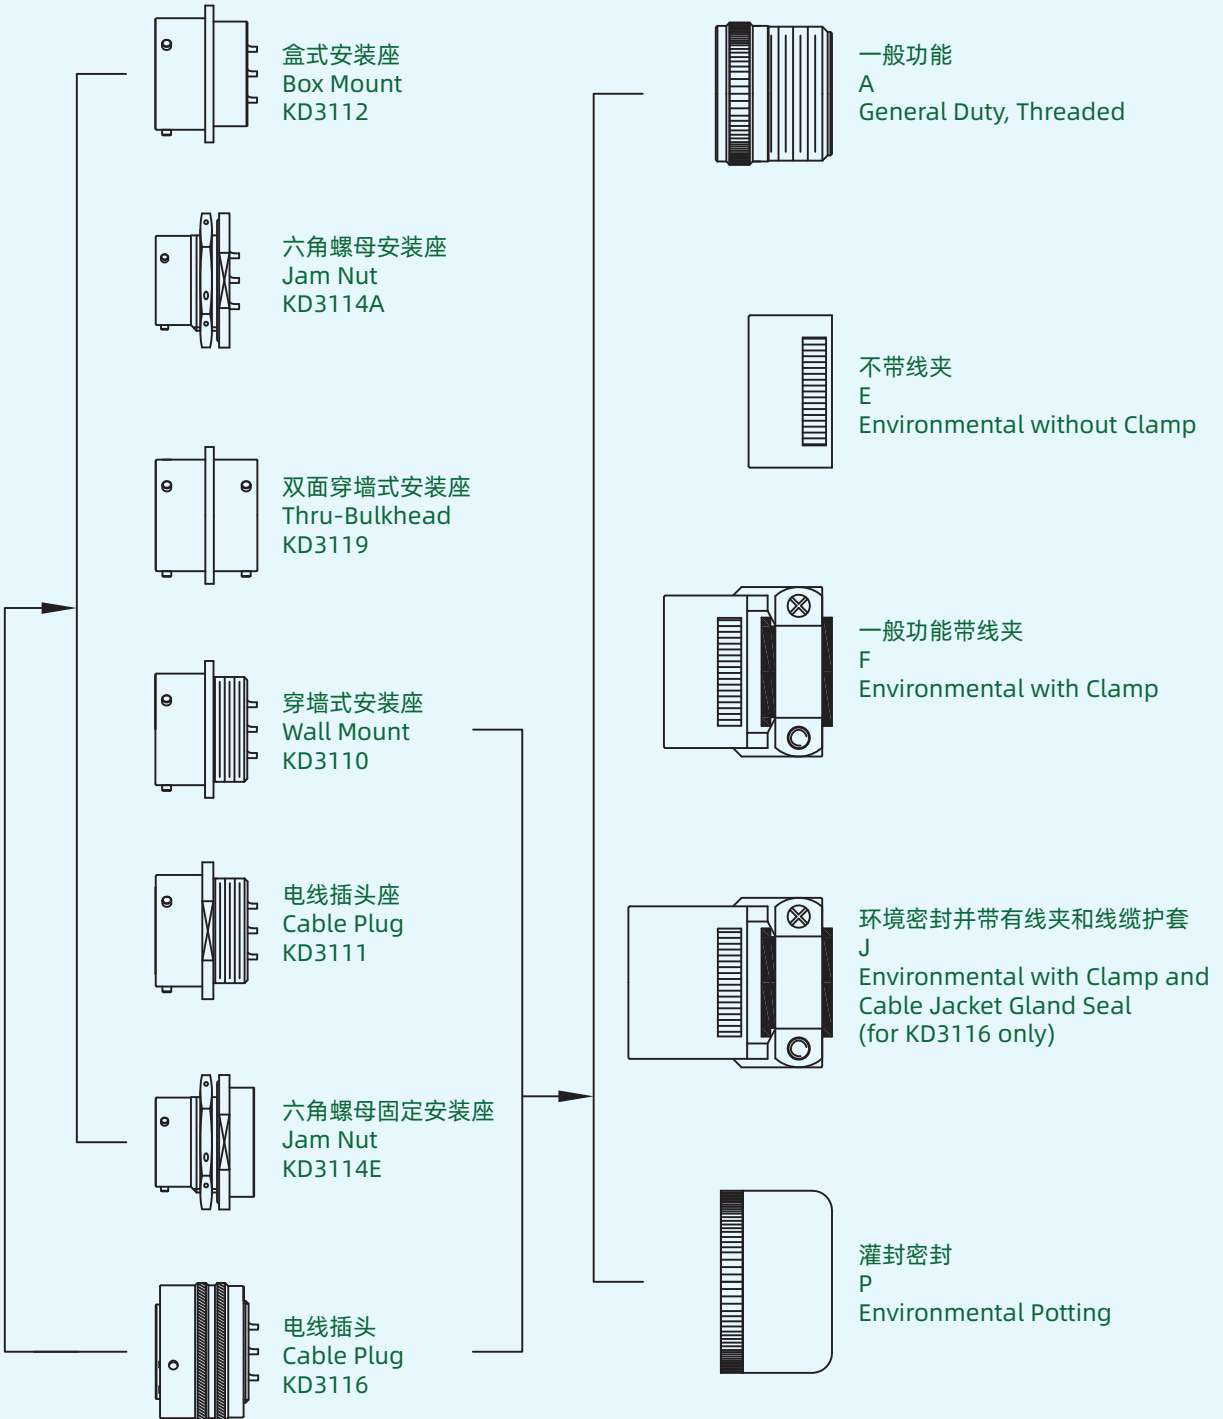 盒式安装座
Box Mount
KD3112
六角螺母安装座
Jam Nut
KD3114A
双面穿墙式安装座
Thru-Bulkhead
KD3119
穿墙式安装座
Wall Mount
KD3110
电线插头座
Cable Plug
KD3111
六角螺母固定安装座
Jam Nut
KD3114E
电线插头
Cable Plug
KD3116
一般功能
A
General Duty, Threaded
不带线夹
E
Environmental without Clamp
一般功能带线夹
F
Environmental with Clamp
环境密封并带有线夹和线缆护套
J
Environmental with Clamp and
Cable Jacket Gland Seal
(for KD3116 only)
灌封密封
P
Environmental Potting